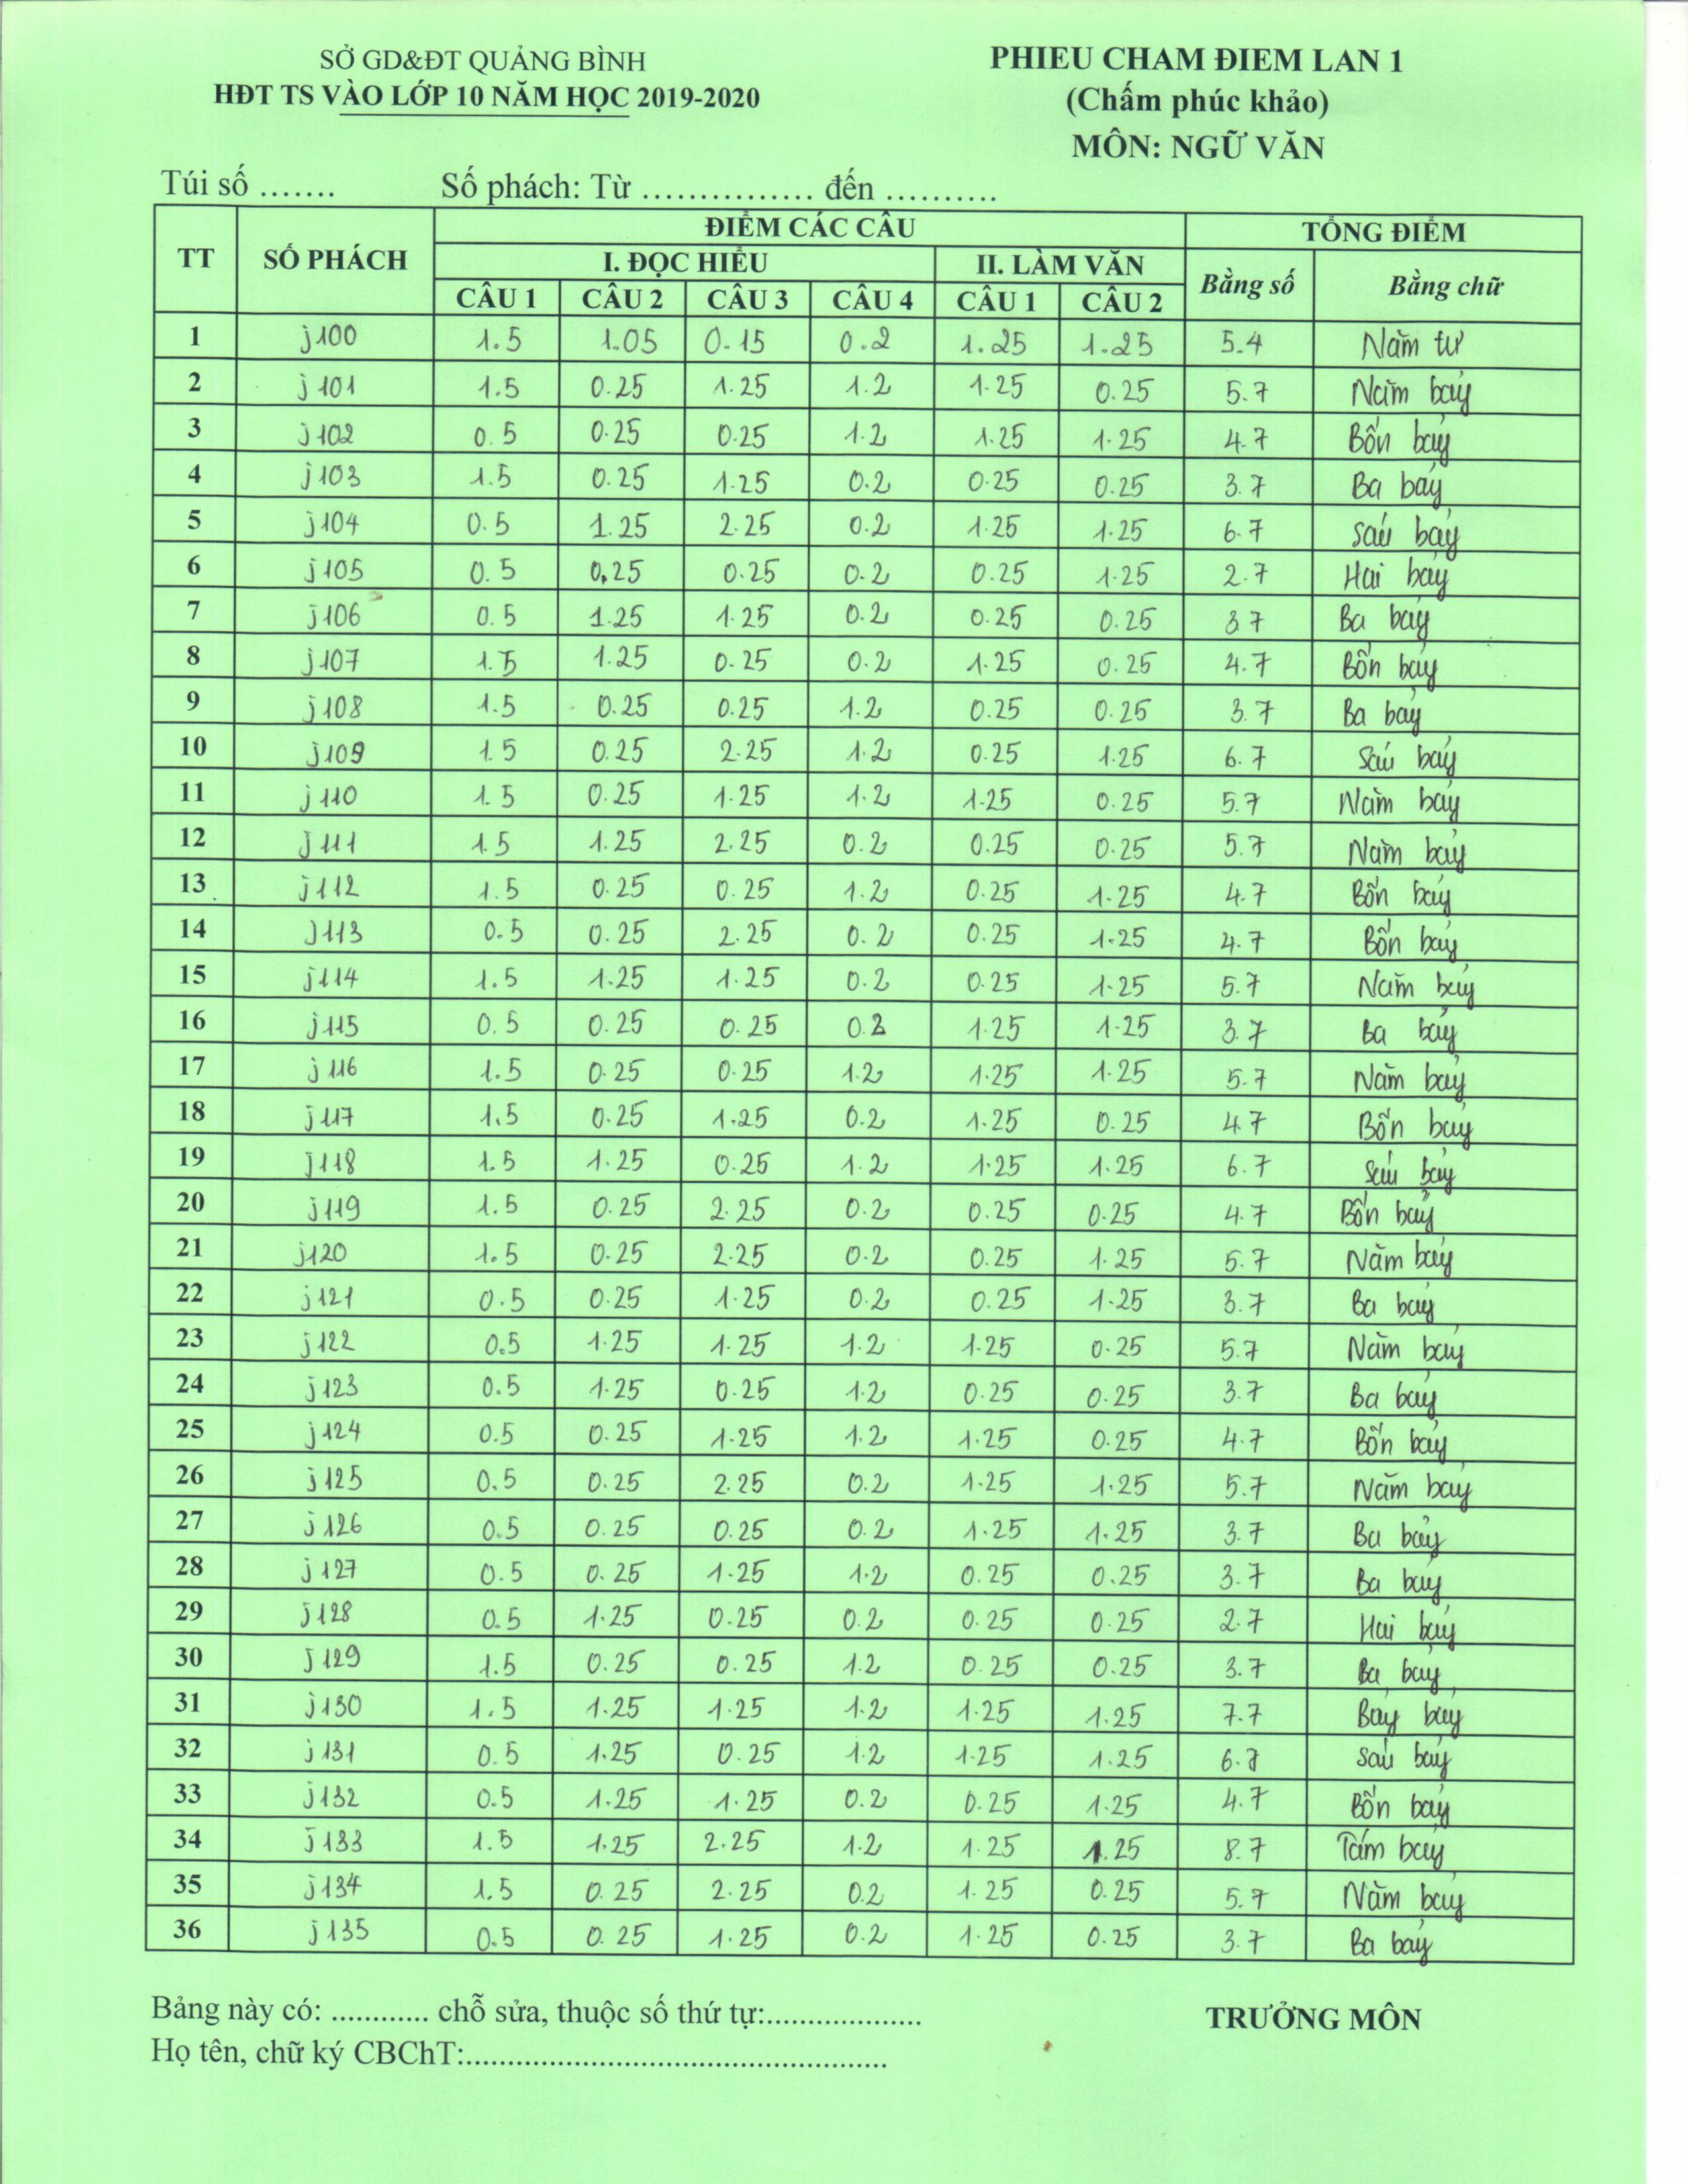 SỞ GD&ĐT QUẢNG BÌNH
HĐT TS VÀO LỚP 10 NĂM HỌC 2019-2020
PHIEU CHAM ĐIEM LAN 1
(Chấm phúc khảo)
MÔN: NGỮ VĂN
Túi số ....... Số phách: Từ ............... đến ..........
TT SỐ PHÁCH ĐIỂM CÁC CÂU TỔNG ĐIỂM
I. ĐỌC HIỂU II. LÀM VĂN Bằng số Bằng chữ
CÂU 1 CÂU 2 CÂU 3 CÂU 4 CÂU 1 CÂU 2
1 j100 1.5 1.05 0.15 0.2 1.25 1.25 5.4 Năm tư
2 j101 1.5 0.25 1.25 1.2 1.25 0.25 5.7 Năm bảy
3 j102 0.5 0.25 0.25 1.2 1.25 1.25 4.7 Bốn bảy
4 j103 1.5 0.25 1.25 0.2 0.25 0.25 3.7 Ba bảy
5 j104 0.5 1.25 2.25 0.2 1.25 1.25 6.7 Sáu bảy
6 j105 0.5 0,25 0.25 0.2 0.25 1.25 2.7 Hai bảy
7 j106 0.5 1.25 1.25 0.2 0.25 0.25 37 Ba bảy
8 j107 1.5 1.25 0.25 0.2 1.25 0.25 4.7 Bốn bảy
9 j108 1.5 0.25 0.25 1.2 0.25 0.25 3.7 Ba bảy
10 j109 1.5 0.25 2.25 1.2 0.25 1.25 6.7 Sáu bảy
11 j110 1.5 0.25 1.25 1.2 1.25 0.25 5.7 Năm bảy
12 j111 1.5 1.25 2.25 0.2 0.25 0.25 5.7 Năm bảy
13 j112 1.5 0.25 0.25 1.2 0.25 1.25 4.7 Bốn bảy
14 J113 0.5 0.25 2.25 0.2 0.25 1.25 4.7 Bốn bảy
15 j114 1.5 1.25 1.25 0.2 0.25 1.25 5.7 Năm bảy
16 j115 0.5 0.25 0.25 0.2 1.25 1.25 3.7 Ba bảy
17 j116 1.5 0.25 0.25 1.2 1.25 1.25 5.7 Năm bảy
18 j117 1.5 0.25 1.25 0.2 1.25 0.25 4.7 Bốn bảy
19 j118 1.5 1.25 0.25 1.2 1.25 1.25 6.7 Sáu bảy
20 j119 1.5 0.25 2.25 0.2 0.25 0.25 4.7 Bốn bảy
21 j120 1.5 0.25 2.25 0.2 0.25 1.25 5.7 Năm bảy
22 j121 0.5 0.25 1.25 0.2 0.25 1.25 3.7 Ba bảy
23 j122 0.5 1.25 1.25 1.2 1.25 0.25 5.7 Năm bảy
24 j123 0.5 1.25 0.25 1.2 0.25 0.25 3.7 Ba bảy
25 j124 0.5 0.25 1.25 1.2 1.25 0.25 4.7 Bốn bảy
26 j125 0.5 0.25 2.25 0.2 1.25 1.25 5.7 Năm bảy
27 j126 0.5 0.25 0.25 0.2 1.25 1.25 3.7 Ba bảy
28 j127 0.5 0.25 1.25 1.2 0.25 0.25 3.7 Ba bảy
29 j128 0.5 1.25 0.25 0.2 0.25 0.25 2.7 Hai bảy
30 j129 1.5 0.25 0.25 1.2 0.25 0.25 3.7 Ba bảy
31 j130 1.5 1.25 1.25 1.2 1.25 1.25 7.7 Bảy bảy
32 j131 0.5 1.25 0.25 1.2 1.25 1.25 6.7 Sáu bảy
33 j132 0.5 1.25 1.25 0.2 0.25 1.25 4.7 Bốn bảy
34 j133 1.5 1.25 2.25 1.2 1.25 1.25 8.7 Tám bảy
35 j134 1.5 0.25 2.25 0.2 1.25 0.25 5.7 Năm bảy
36 j135 0.5 0.25 1.25 0.2 1.25 0.25 3.7 Ba bảy
Bảng này có: ............ chỗ sửa, thuộc số thứ tự:....................
TRƯỞNG MÔN
Họ tên, chữ ký CBChT:......................................................